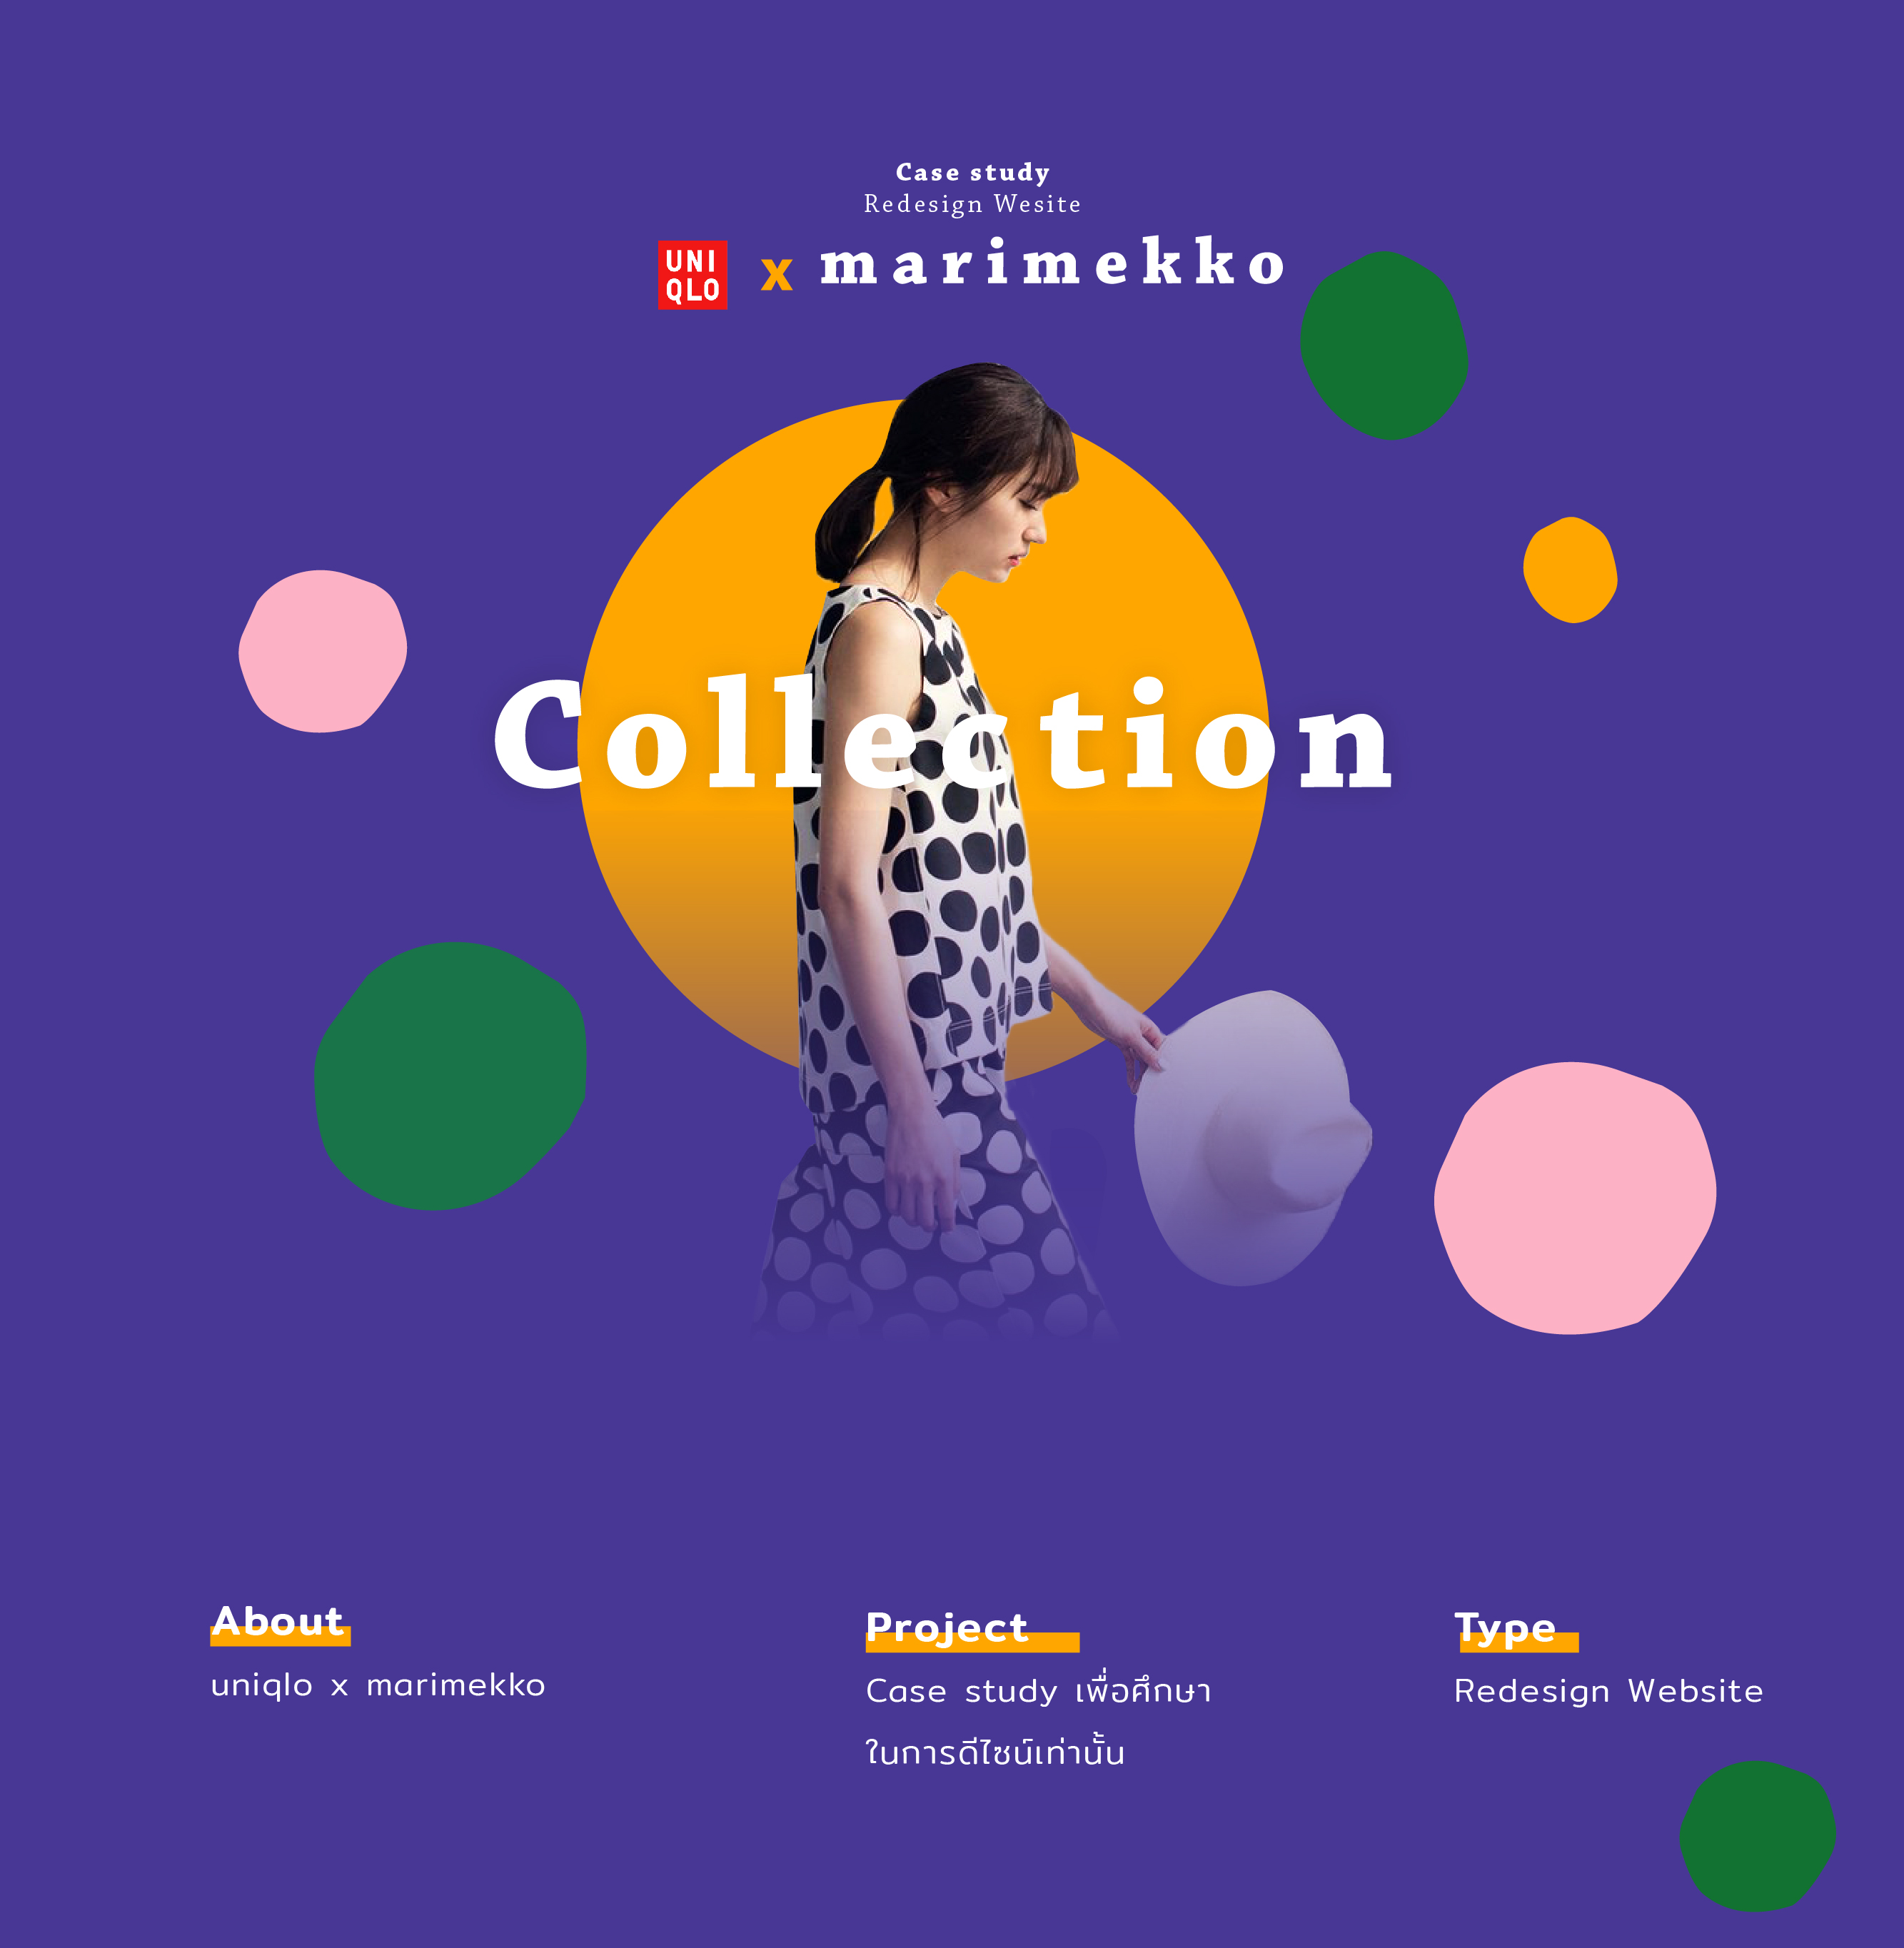 Case study
Redesign Wesite
UNI
QLO
x marimekko
Collection
About
uniqlo x marimekko
Project
Case study เพื่อศึกษา
ในการดีไซน์เท่านั้น
Type
Redesign Website